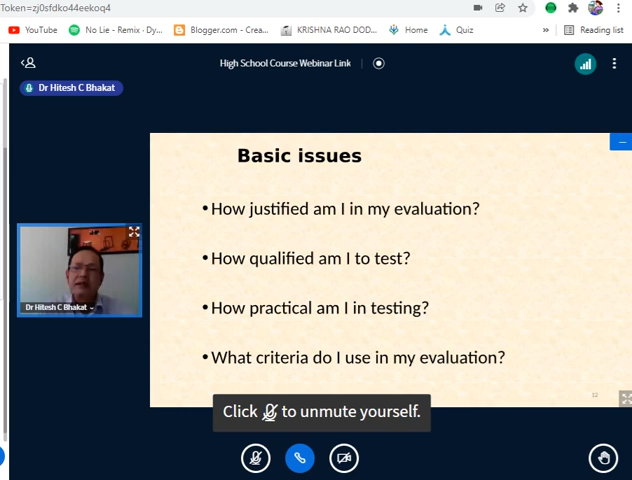 Token=zj0sfdko44eekoq4
YouTube
No Lie - Remix · Dy...
Blogger.com - Crea...
KRISHNA RAO DOD...
Home
Quiz
»
Reading list
High School Course Webinar Link
Dr Hitesh C Bhakat
Basic issues
• How justified am I in my evaluation?
• How qualified am I to test?
• How practical am I in testing?
• What criteria do I use in my evaluation?
Dr Hitesh C Bhakat
12
Click to unmute yourself.